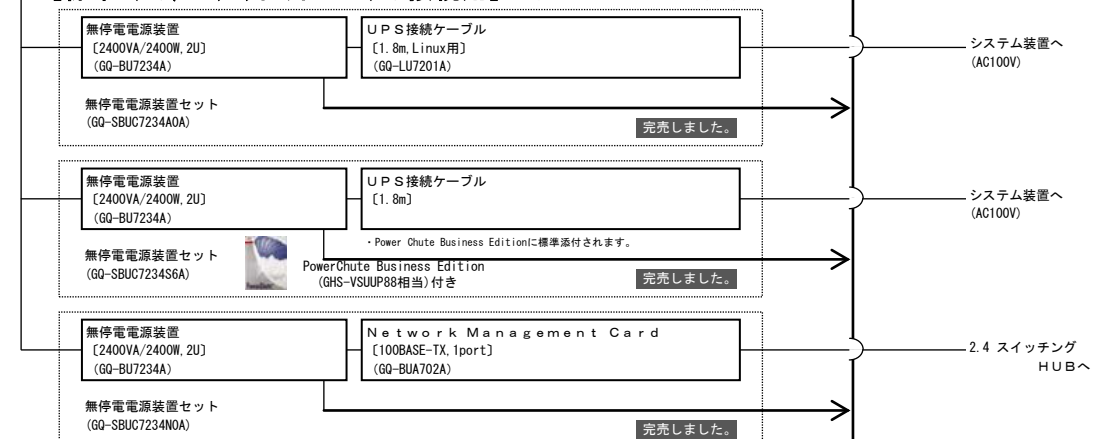 無停電電源装置
〔2400VA/2400W,2U〕
(GQ-BU7234A)
UPS接続ケーブル
〔1.8m,Linux用〕
(GQ-LU7201A)
システム装置へ
(AC100V)
無停電電源装置セット
(GQ-SBUC7234A0A)
完売しました。
無停電電源装置
〔2400VA/2400W,2U〕
(GQ-BU7234A)
UPS接続ケーブル
〔1.8m〕
システム装置へ
(AC100V)
・Power Chute Business Editionに標準添付されます。
無停電電源装置セット
(GQ-SBUC7234S6A)
PowerChute Business Edition
(GHS-VSUUP88相当)付き
完売しました。
無停電電源装置
〔2400VA/2400W,2U〕
(GQ-BU7234A)
Network Management Card
〔100BASE-TX,1port〕
(GQ-BUA702A)
2.4 スイッチング
HUBへ
無停電電源装置セット
(GQ-SBUC7234N0A)
完売しました。